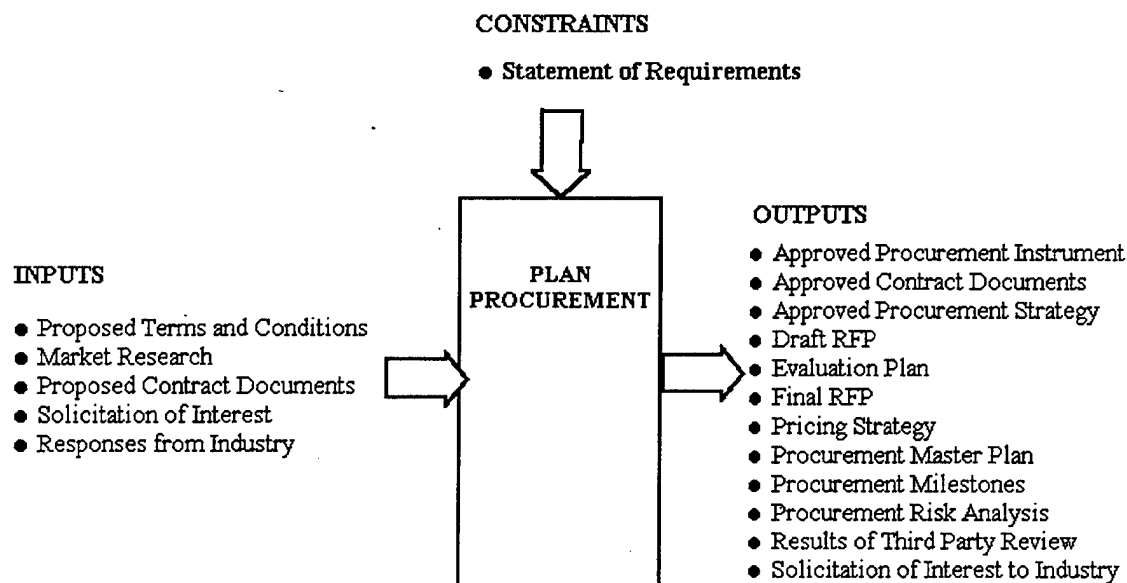 CONSTRAINTS
● Statement of Requirements
INPUTS
● Proposed Terms and Conditions
● Market Research
● Proposed Contract Documents
● Solicitation of Interest
● Responses from Industry
PLAN
PROCUREMENT
OUTPUTS
● Approved Procurement Instrument
● Approved Contract Documents
● Approved Procurement Strategy
● Draft RFP
● Evaluation Plan
● Final RFP
● Pricing Strategy
● Procurement Master Plan
● Procurement Milestones
● Procurement Risk Analysis
● Results of Third Party Review
● Solicitation of Interest to Industry